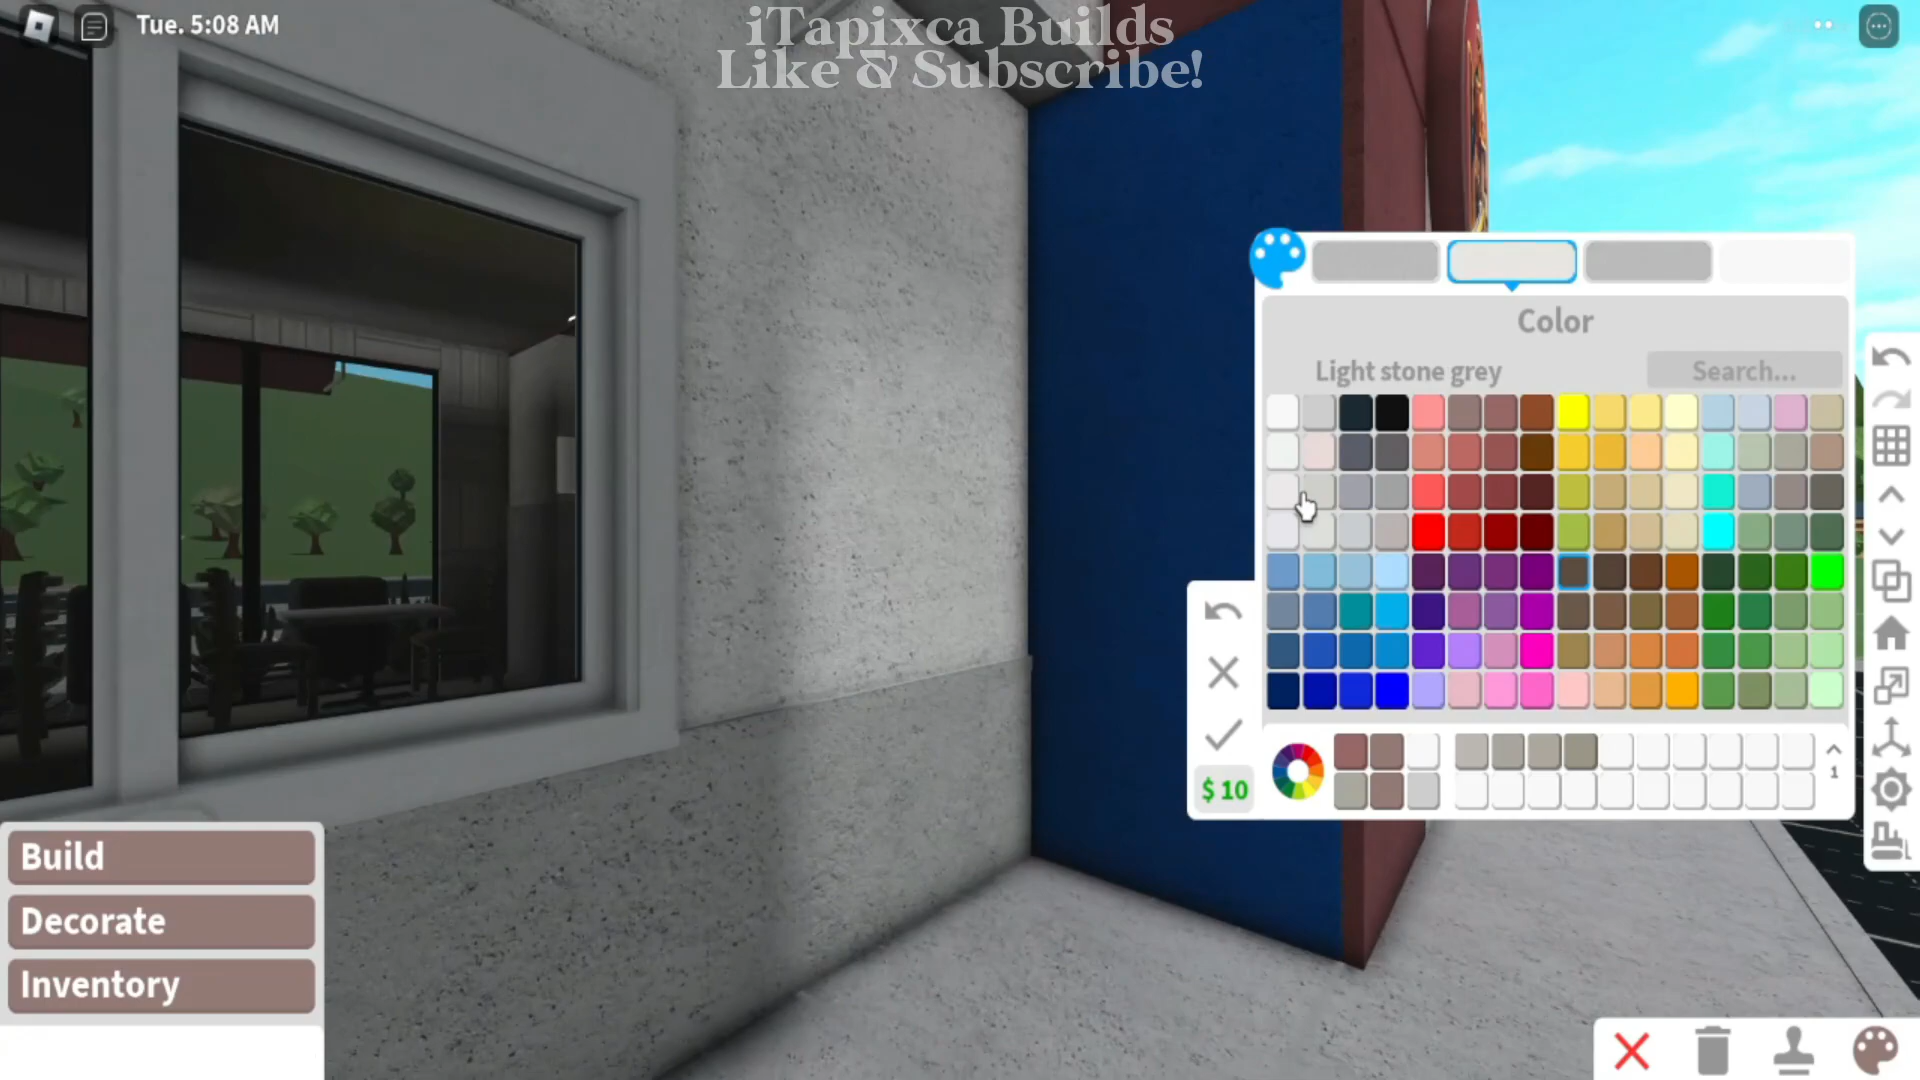 Tue. 5:08 AM
iTapixca Builds
Like & Subscribe!
Color
Light stone grey
Search...
1
$ 10
Build
Decorate
Inventory